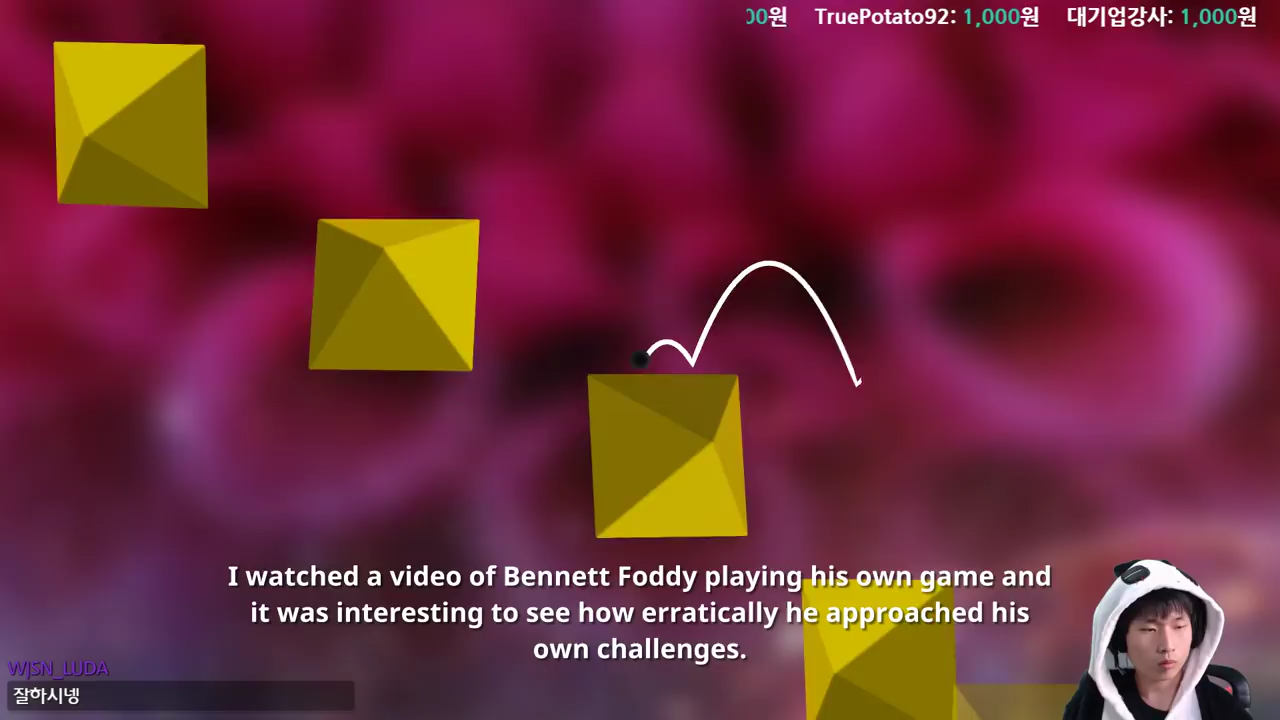 00원 TruePotato92: 1,000원 대기업강사: 1,000원
I watched a video of Bennett Foddy playing his own game and
it was interesting to see how erratically he approached his
own challenges.
WJSN_LUDA
잘하시넹